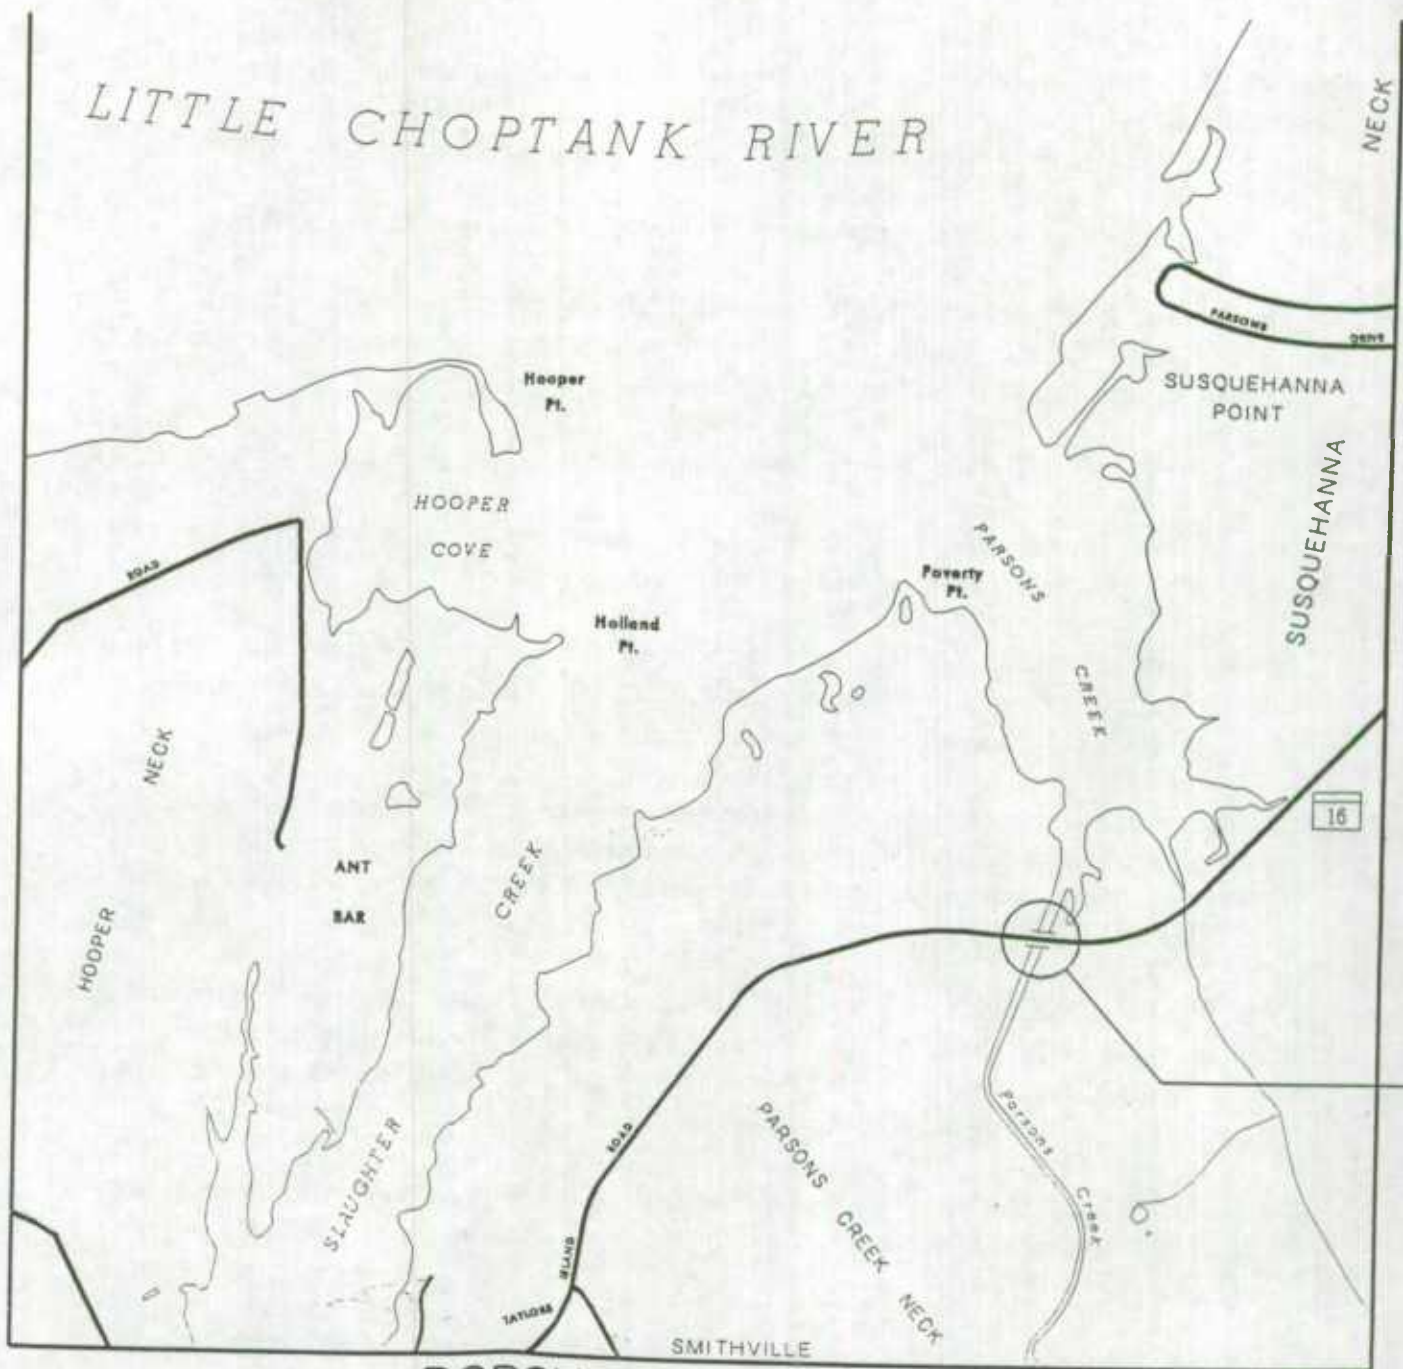 LITTLE CHOPTANK RIVER
NECK
PARSONS
DRIVE
SUSQUEHANNA
POINT
SUSQUEHANNA
Hooper
Pt.
HOOPER
COVE
ROAD
Holland
Pt.
Poverty
Pt.
PARSONS
CREEK
NECK
HOOPER
ANT
BAR
CREEK
SLAUGHTER
16
ROAD
ISLAND
TAYLORS
PARSONS
CREEK
NECK
Parsons
Creek
SMITHVILLE